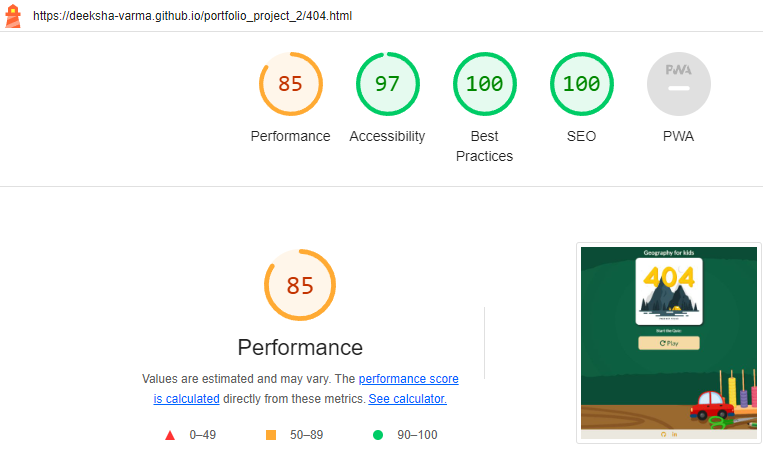 https://deeksha-varma.github.io/portfolio_project_2/404.html
85
97
100
100
PWA
Performance
Accessibility
Best
Practices
SEO
PWA
85
Performance
Values are estimated and may vary. The performance score
is calculated directly from these metrics. See calculator.
0–49
50–89
90–100
Geography for kids
404
Start the Quiz:
Play